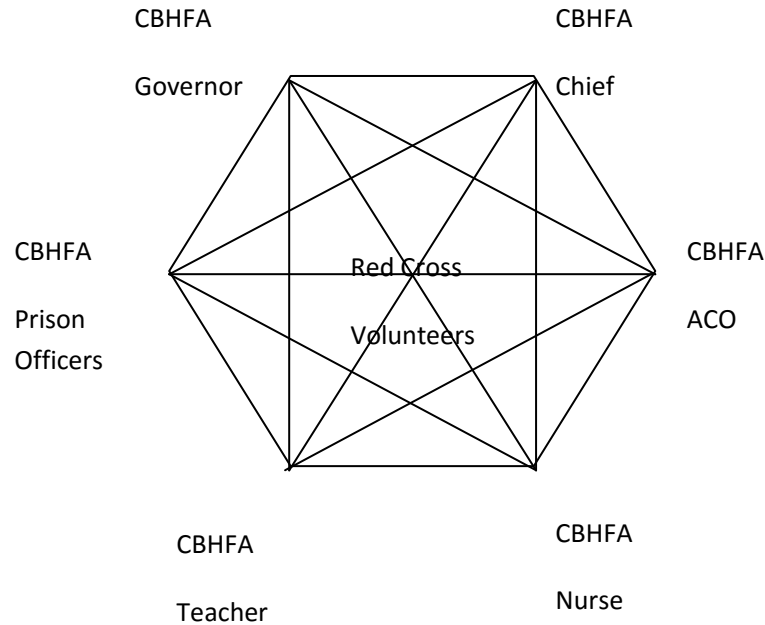 CBHFA
Governor
CBHFA
Chief
CBHFA
Prison
Officers
Red Cross
Volunteers
CBHFA
ACO
CBHFA
Teacher
CBHFA
Nurse